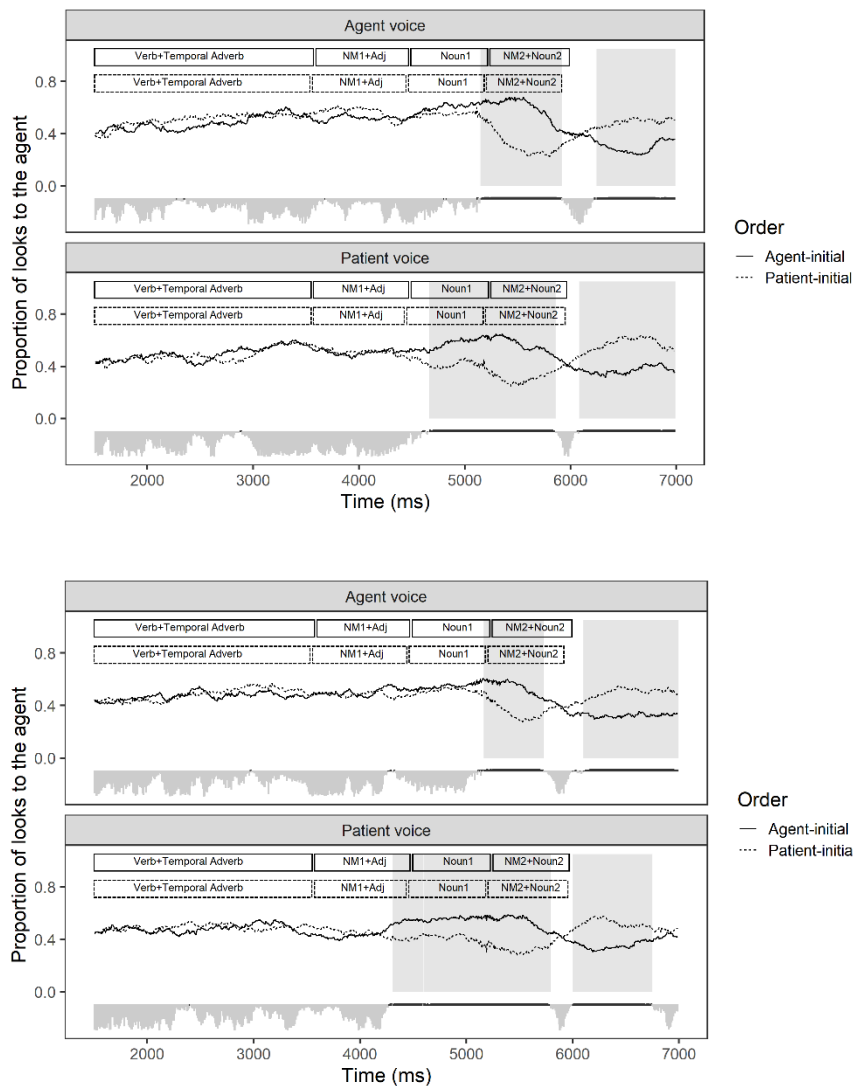 Agent voice
Verb+Temporal Adverb NM1+Adj Noun1 NM2+Noun2
Verb+Temporal Adverb NM1+Adj Noun1 NM2+Noun2
0.8
0.4
0.0
Patient voice
Verb+Temporal Adverb NM1+Adj Noun1 NM2+Noun2
Verb+Temporal Adverb NM1+Adj Noun1 NM2+Noun2
0.8
0.4
0.0
Proportion of looks to the agent
2000 3000 4000 5000 6000 7000
Time (ms)
Order
Agent-initial
Patient-initial
Agent voice
Verb+Temporal Adverb NM1+Adj Noun1 NM2+Noun2
Verb+Temporal Adverb NM1+Adj Noun1 NM2+Noun2
0.8
0.4
0.0
Patient voice
Verb+Temporal Adverb NM1+Adj Noun1 NM2+Noun2
Verb+Temporal Adverb NM1+Adj Noun1 NM2+Noun2
0.8
0.4
0.0
Proportion of looks to the agent
2000 3000 4000 5000 6000 7000
Time (ms)
Order
Agent-initial
Patient-initia